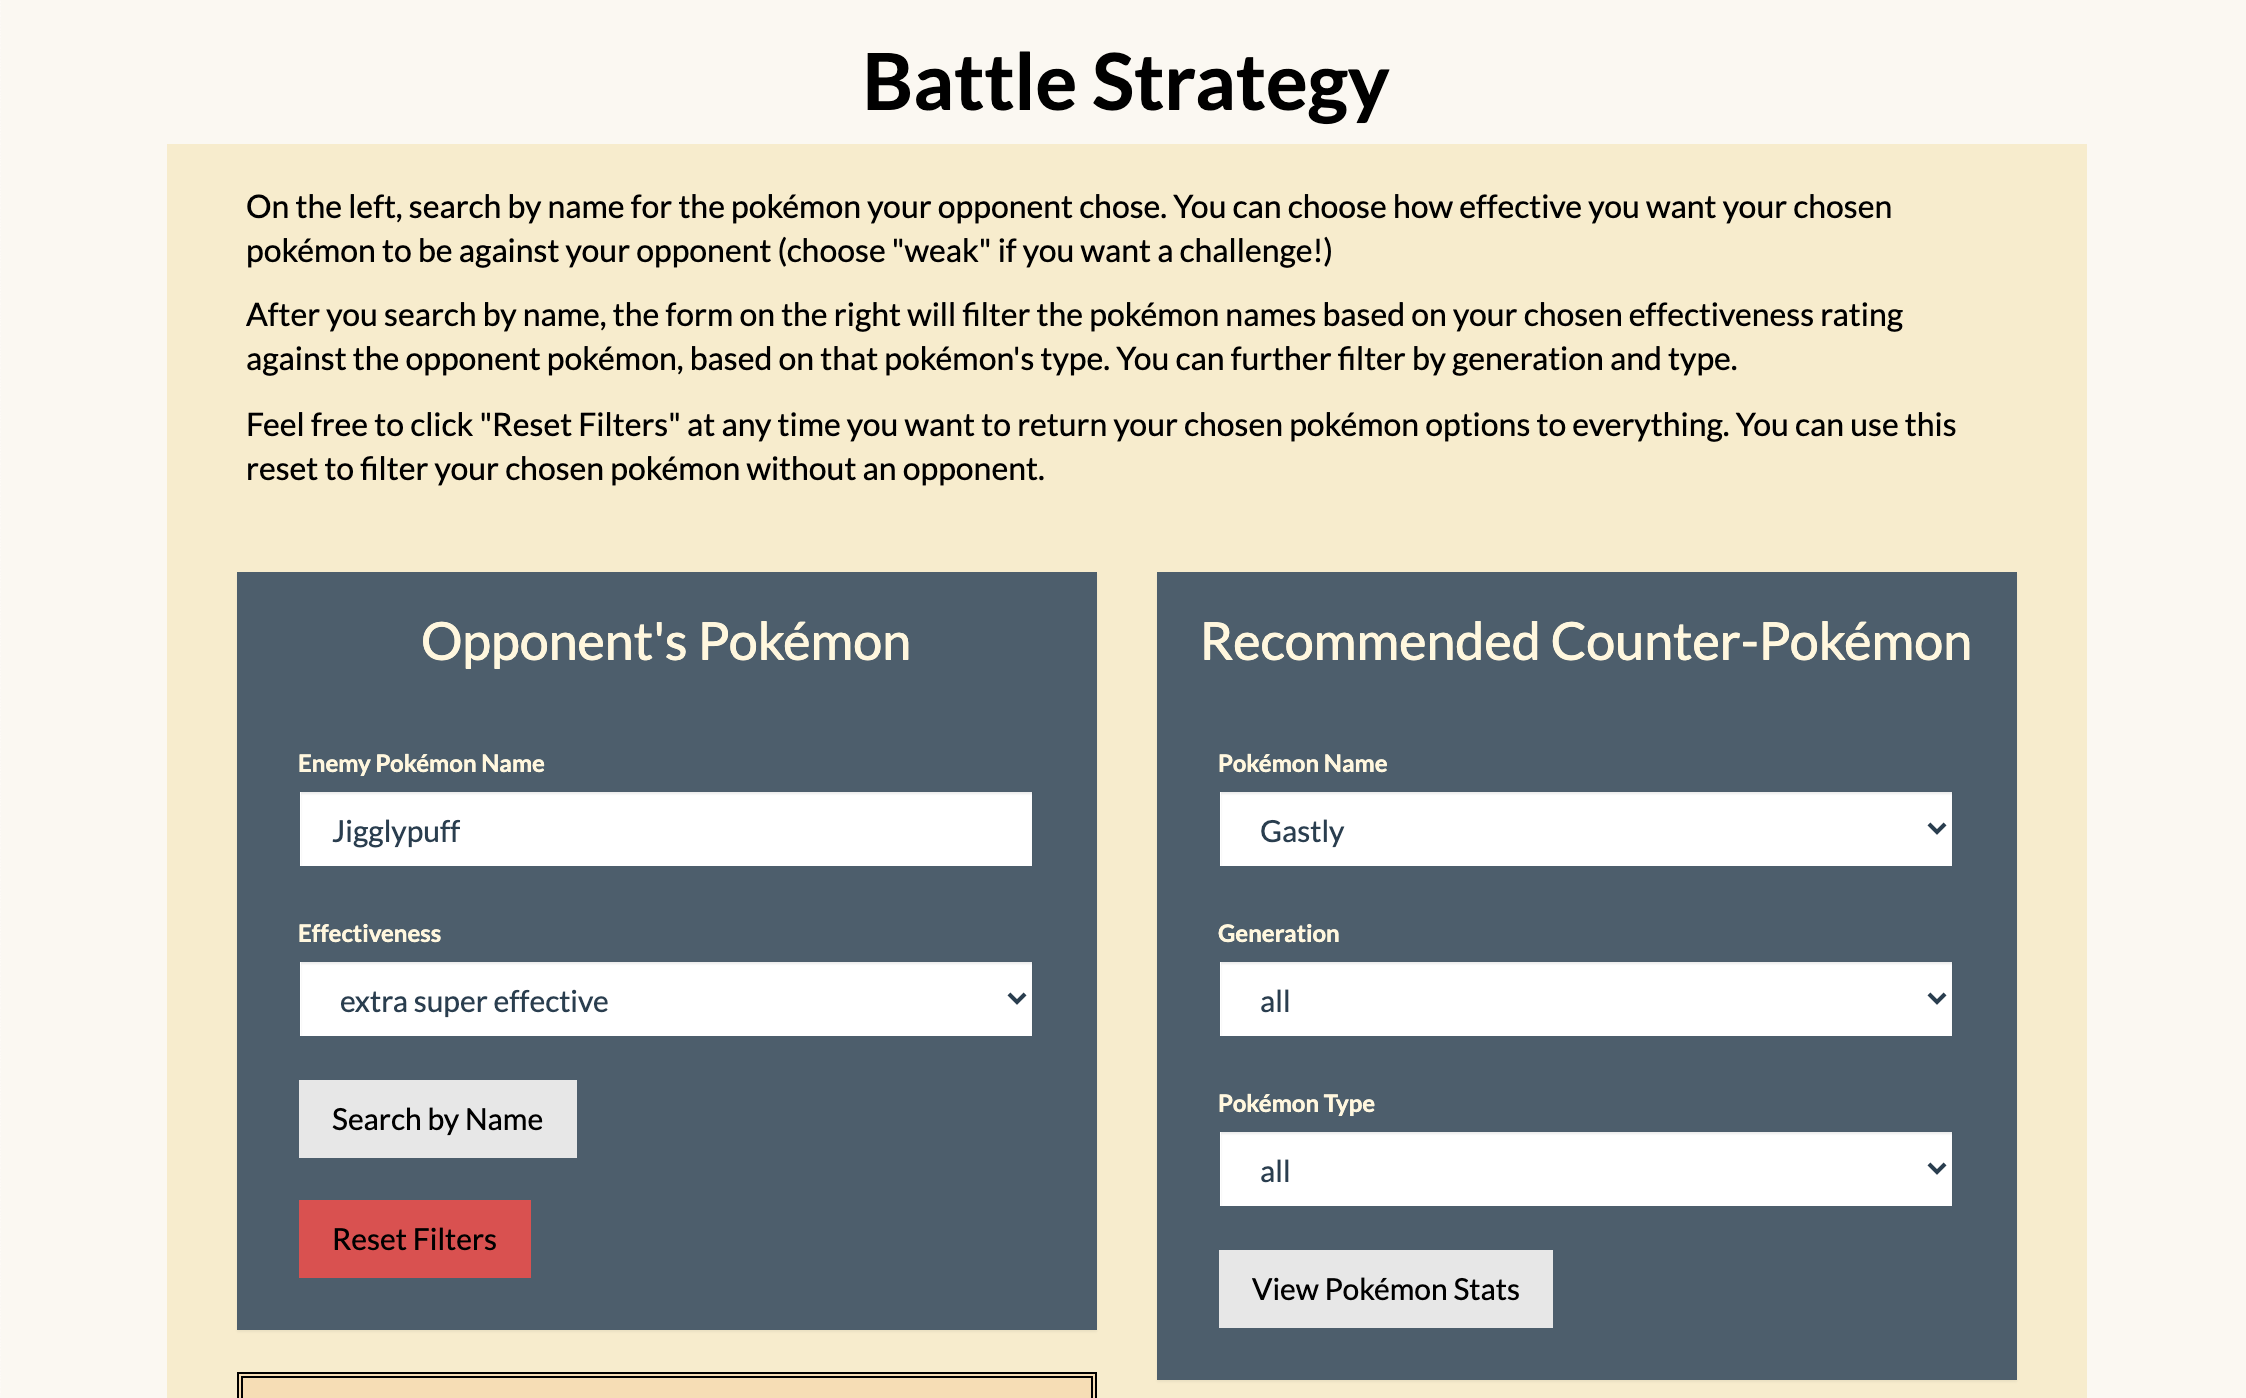 Battle Strategy
On the left, search by name for the pokémon your opponent chose. You can choose how effective you want your chosen
pokémon to be against your opponent (choose "weak" if you want a challenge!)
After you search by name, the form on the right will filter the pokémon names based on your chosen effectiveness rating
against the opponent pokémon, based on that pokémon's type. You can further filter by generation and type.
Feel free to click "Reset Filters" at any time you want to return your chosen pokémon options to everything. You can use this
reset to filter your chosen pokémon without an opponent.
Opponent's Pokémon
Enemy Pokémon Name
Jigglypuff
Effectiveness
extra super effective
Search by Name
Reset Filters
Recommended Counter-Pokémon
Pokémon Name
Gastly
Generation
all
Pokémon Type
all
View Pokémon Stats